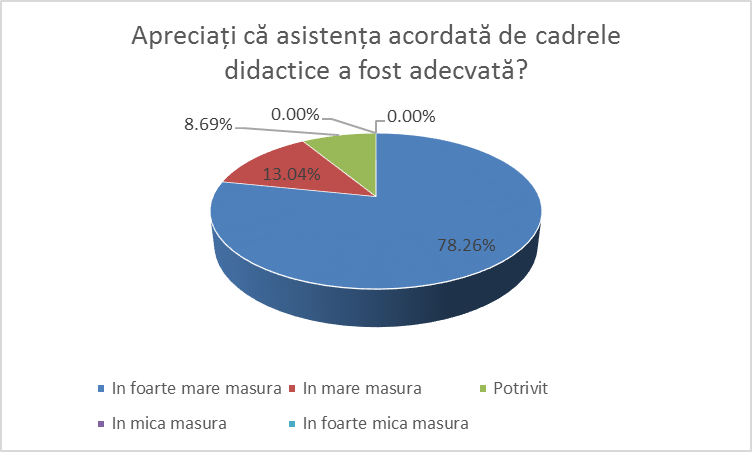 Apreciați că asistența acordată de cadrele
didactice a fost adecvată?
0.00%
0.00%
8.69%
13.04%
78.26%
In foarte mare masura
In mare masura
Potrivit
In mica masura
In foarte mica masura